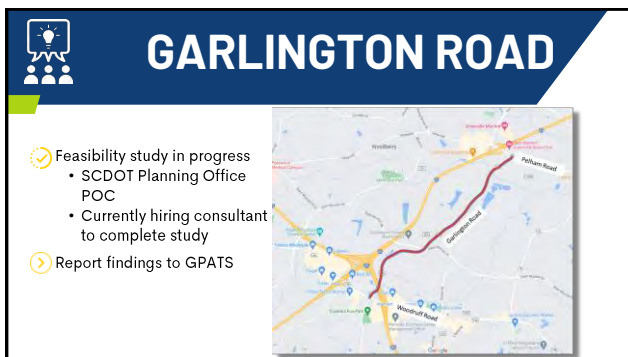 GARLINGTON ROAD
Feasibility study in progress
• SCDOT Planning Office
POC
• Currently hiring consultant
to complete study
Report findings to GPATS
Pelham Road
Garlington Road
Woodruff Road
Google